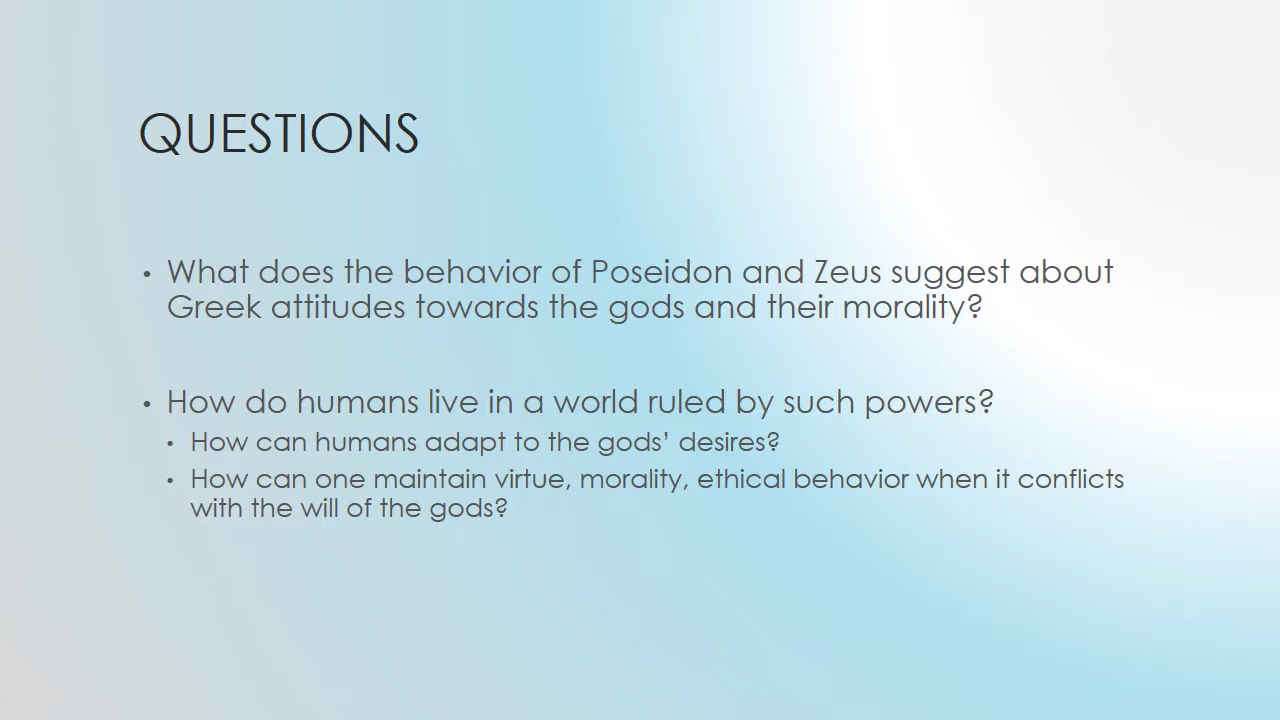 QUESTIONS
• What does the behavior of Poseidon and Zeus suggest about
Greek attitudes towards the gods and their morality?
• How do humans live in a world ruled by such powers?
• How can humans adapt to the gods’ desires?
• How can one maintain virtue, morality, ethical behavior when it conflicts
with the will of the gods?